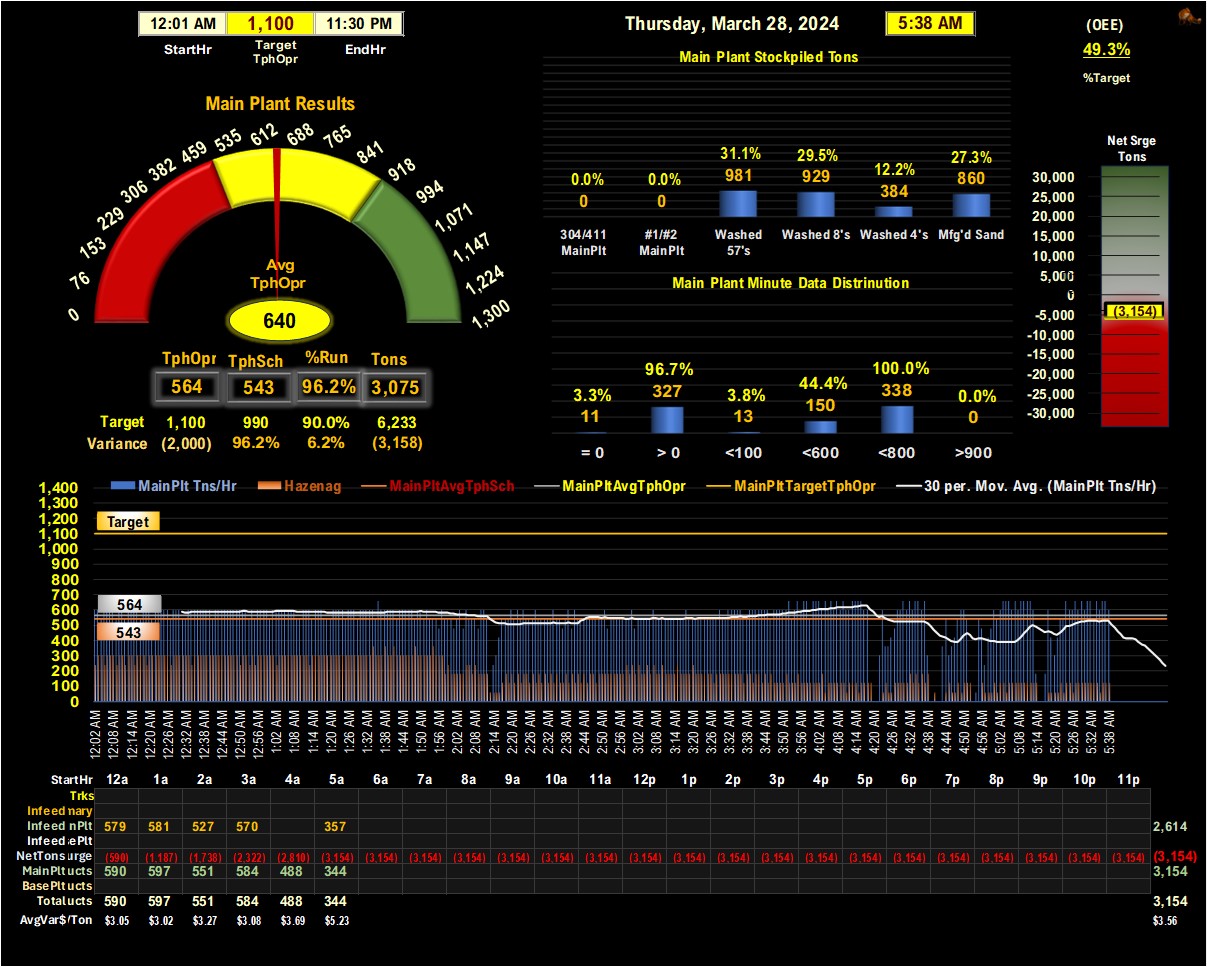 12:01 AM 1,100 11:30 PM
StartHr Target TphOpr EndHr
Thursday, March 28, 2024 5:38 AM
(OEE)
49.3%
%Target
Main Plant Results
0 76 153 229 306 382 459 535 612 688 765 841 918 994 1,071 1,147 1,224 1,300
Avg
TphOpr
640
TphOpr TphSch %Run Tons
564 543 96.2% 3,075
Target 1,100 990 90.0% 6,233
Variance (2,000) 96.2% 6.2% (3,158)
Main Plant Stockpiled Tons
0.0% 0.0% 31.1% 29.5% 12.2% 27.3%
0 0 981 929 384 860
304/411 MainPlt #1/#2 MainPlt Washed 57's Washed 8's Washed 4's Mfg'd Sand
Main Plant Minute Data Distrinution
3.3% 96.7% 3.8% 44.4% 100.0% 0.0%
11 327 13 150 338 0
= 0 > 0 <100 <600 <800 >900
Net Srge
Tons
30,000
25,000
20,000
15,000
10,000
5,000
0
-5,000
(3,154)
-10,000
-15,000
-20,000
-25,000
-30,000
MainPlt Tns/Hr Hazenag MainPltAvgTphSch MainPltAvgTphOpr MainPltTargetTphOpr 30 per. Mov. Avg. (MainPlt Tns/Hr)
1,400
1,300
1,200
1,100
1,000
900
800
700
600
500
400
300
200
100
0
Target
564
543
12:02 AM 12:08 AM 12:14 AM 12:20 AM 12:26 AM 12:32 AM 12:38 AM 12:44 AM 12:50 AM 12:56 AM 1:02 AM 1:08 AM 1:14 AM 1:20 AM 1:26 AM 1:32 AM 1:38 AM 1:44 AM 1:50 AM 1:56 AM 2:02 AM 2:08 AM 2:14 AM 2:20 AM 2:26 AM 2:32 AM 2:38 AM 2:44 AM 2:50 AM 2:56 AM 3:02 AM 3:08 AM 3:14 AM 3:20 AM 3:26 AM 3:32 AM 3:38 AM 3:44 AM 3:50 AM 3:56 AM 4:02 AM 4:08 AM 4:14 AM 4:20 AM 4:26 AM 4:32 AM 4:38 AM 4:44 AM 4:50 AM 4:56 AM 5:02 AM 5:08 AM 5:14 AM 5:20 AM 5:26 AM 5:32 AM 5:38 AM
StartHr 12a 1a 2a 3a 4a 5a 6a 7a 8a 9a 10a 11a 12p 1p 2p 3p 4p 5p 6p 7p 8p 9p 10p 11p
Trks
Infeed nary
Infeed nPlt 579 581 527 570 357 2,614
Infeed ePlt
NetTons urge (590) (1,187) (1,738) (2,322) (2,810) (3,154) (3,154) (3,154) (3,154) (3,154) (3,154) (3,154) (3,154) (3,154) (3,154) (3,154) (3,154) (3,154) (3,154) (3,154) (3,154) (3,154) (3,154) (3,154) (3,154)
MainPlt ucts 590 597 551 584 488 344 3,154
BasePlt ucts
Total ucts 590 597 551 584 488 344 3,154
AvgVar$/Ton $3.05 $3.02 $3.27 $3.08 $3.69 $5.23 $3.56